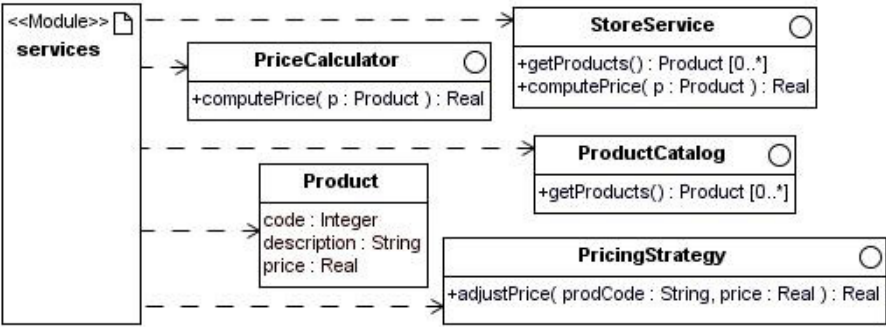 <<Module>>
services
StoreService
+getProducts() : Product [0..*]
+computePrice( p : Product ) : Real
PriceCalculator
+computePrice( p : Product ) : Real
ProductCatalog
+getProducts() : Product [0..*]
Product
code : Integer
description : String
price : Real
PricingStrategy
+adjustPrice( prodCode : String, price : Real ) : Real